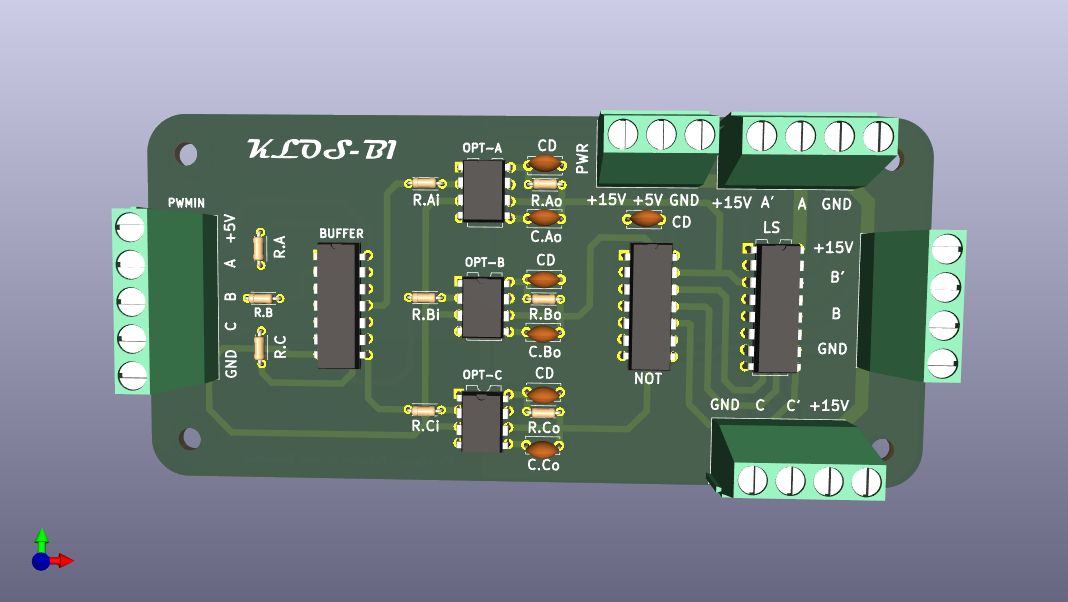 KLOS-BI
OPT-A
CD
PWR
R.Ai
R.Ao
C.Ao
+15V +5V GND
CD
+15V A' A GND
PWMIN
+5V
A
B
C
GND
R.A
R.B
R.C
BUFFER
OPT-B
CD
R.Bi
R.Bo
C.Bo
OPT-C
CD
R.Ci
R.Co
C.Co
NOT
LS
+15V
B'
B
GND
GND C C' +15V